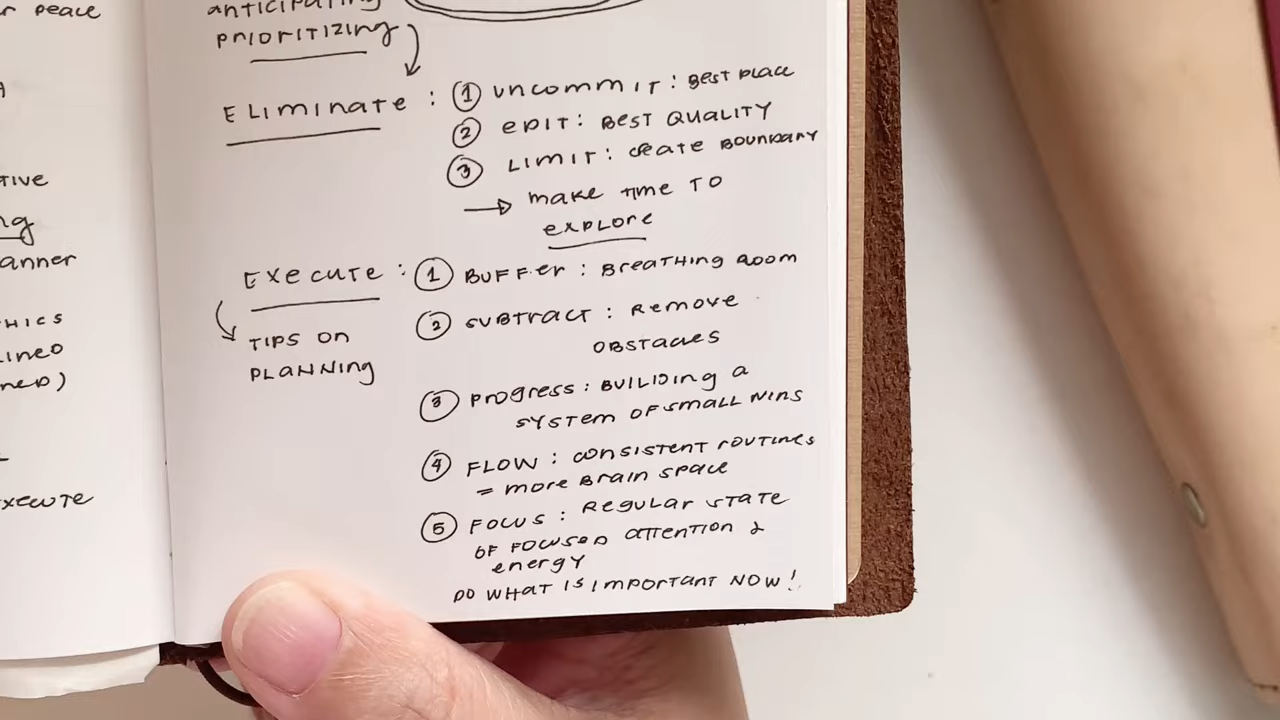 r peace
TIVE
ng
anner
HICS
LINED
NED)
XECUTE
ANTICIPATING
PRIORITIZING
ELIMINATE : ① UNCOMMIT : BEST PLACE
② EDIT : BEST QUALITY
③ LIMIT : CREATE BOUNDARY
→ MAKE TIME TO
EXPLORE
EXECUTE : ① BUFFER : BREATHING ROOM
TIPS ON
PLANNING
② SUBTRACT : REMOVE
OBSTACLES
③ PROGRESS : BUILIDING A
SYSTEM OF SMALL WINS
④ FLOW : CONSISTENT ROUTINES
= MORE BRAIN SPACE
⑤ FOCUS : REGULAR STATE
OF FOCUSED ATTENTION &
ENERGY
DO WHAT IS IMPORTANT NOW!